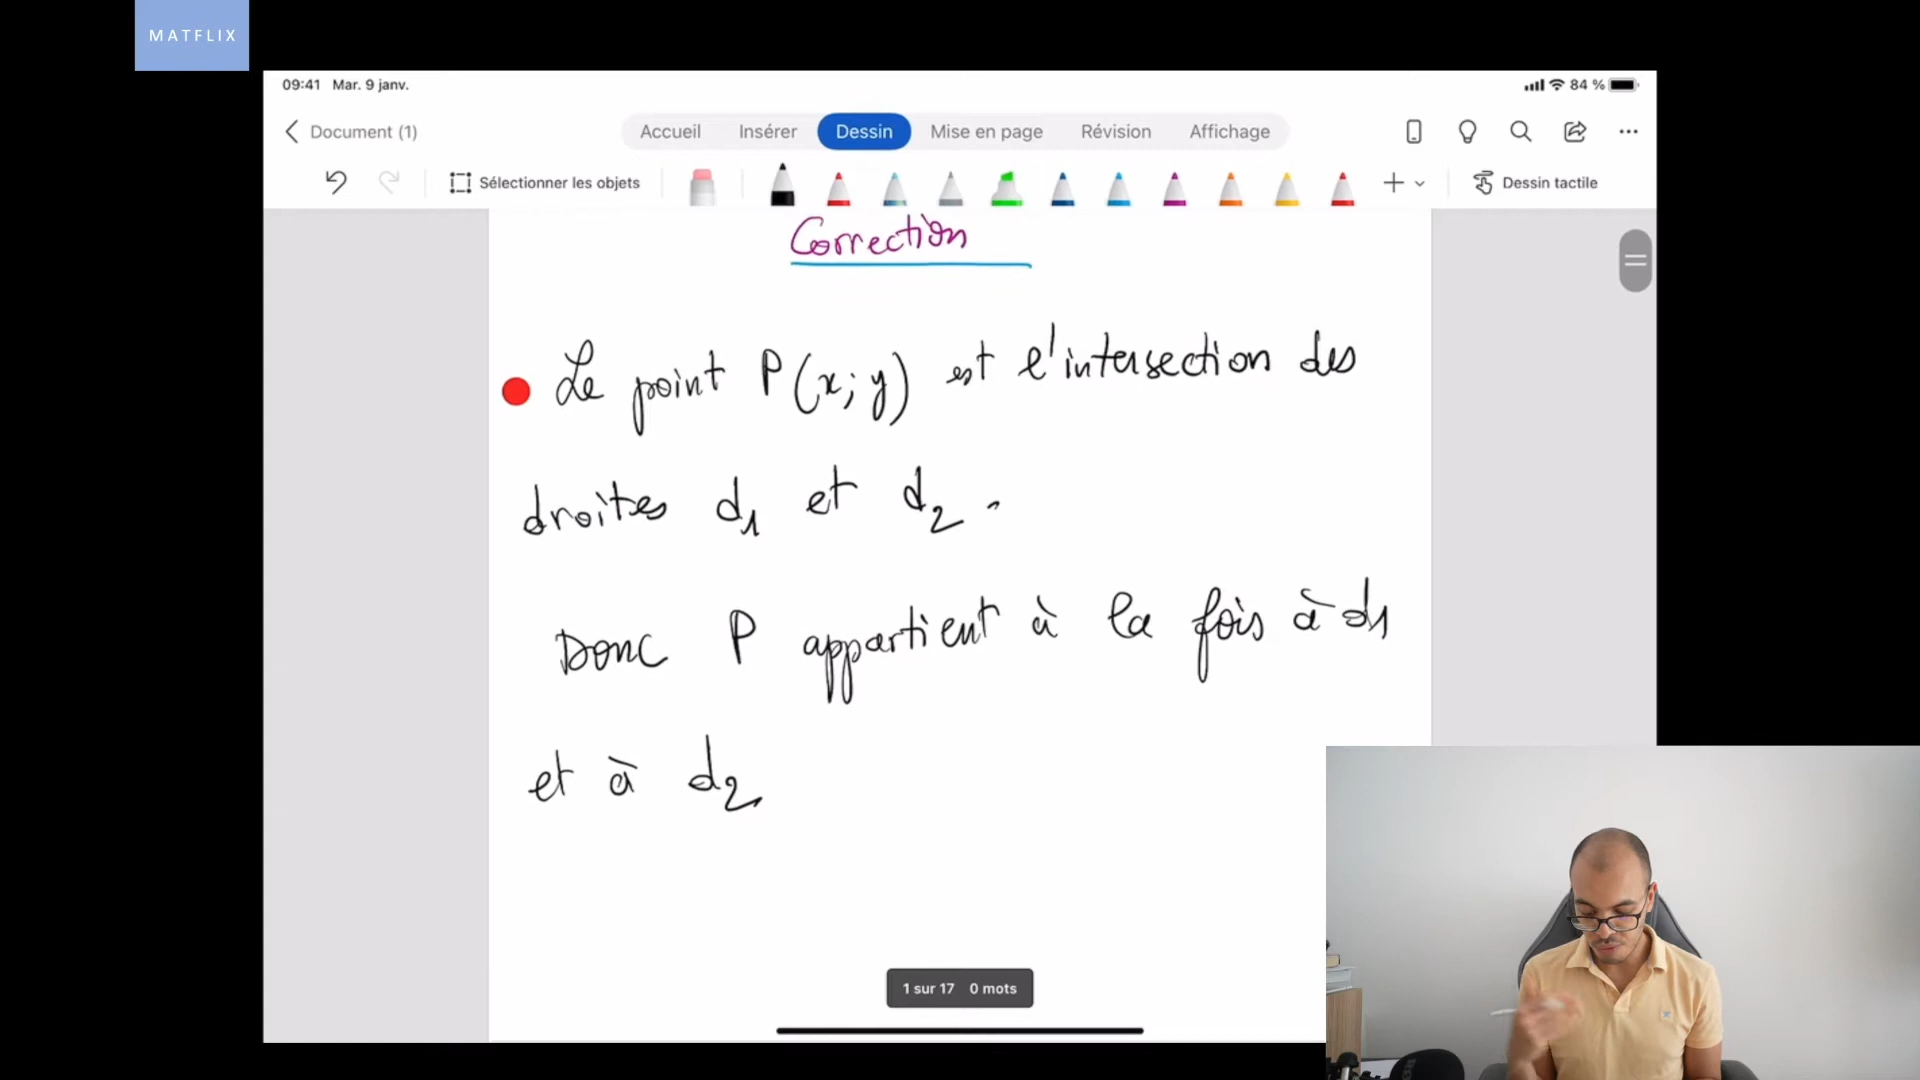 MATFLIX
09:41 Mar. 9 janv.
84 %
Document (1)
Accueil Insérer Dessin Mise en page Révision Affichage
Sélectionner les objets
Dessin tactile
Correction
Le point P(x; y) est l'intersection des
droites d1 et d2.
Donc P appartient à la fois à d1
et à d2
1 sur 17 0 mots